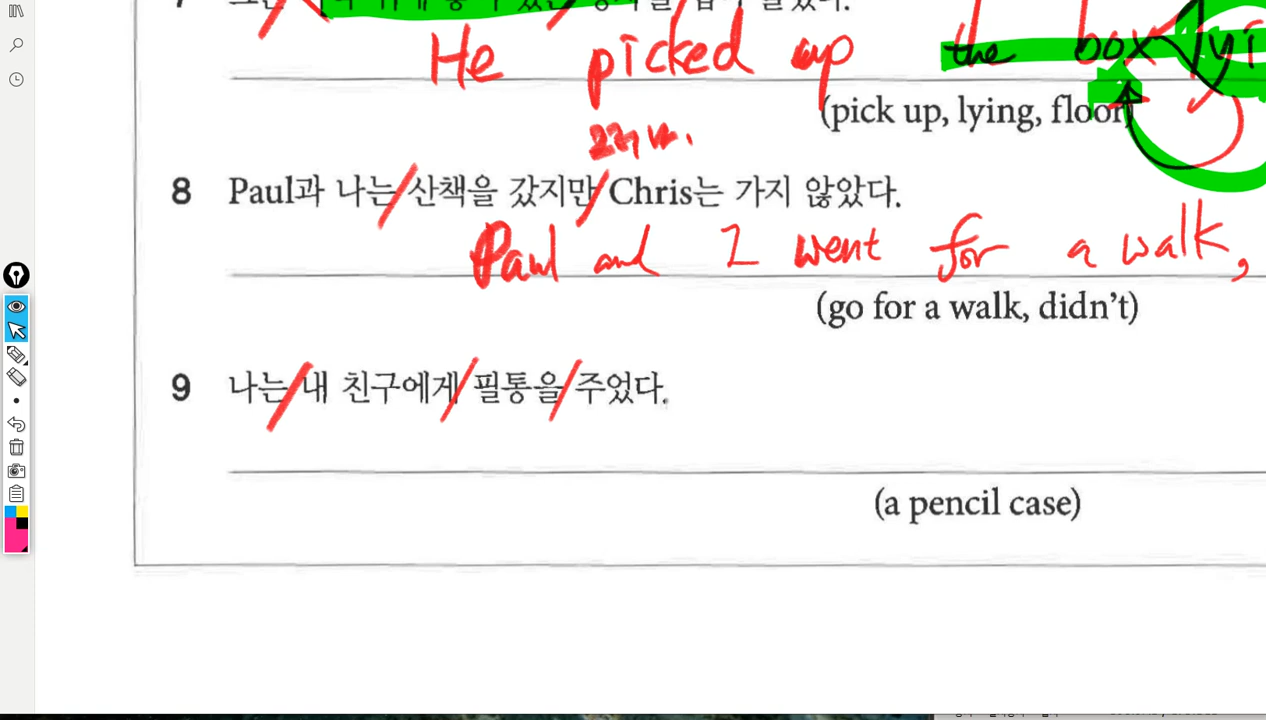 He picked up the box lyi
(pick up, lying, floor)
8 Paul과 나는 산책을 갔지만 Chris는 가지 않았다.
Paul and I went for a walk,
(go for a walk, didn't)
9 나는 내 친구에게 필통을 주었다.
(a pencil case)